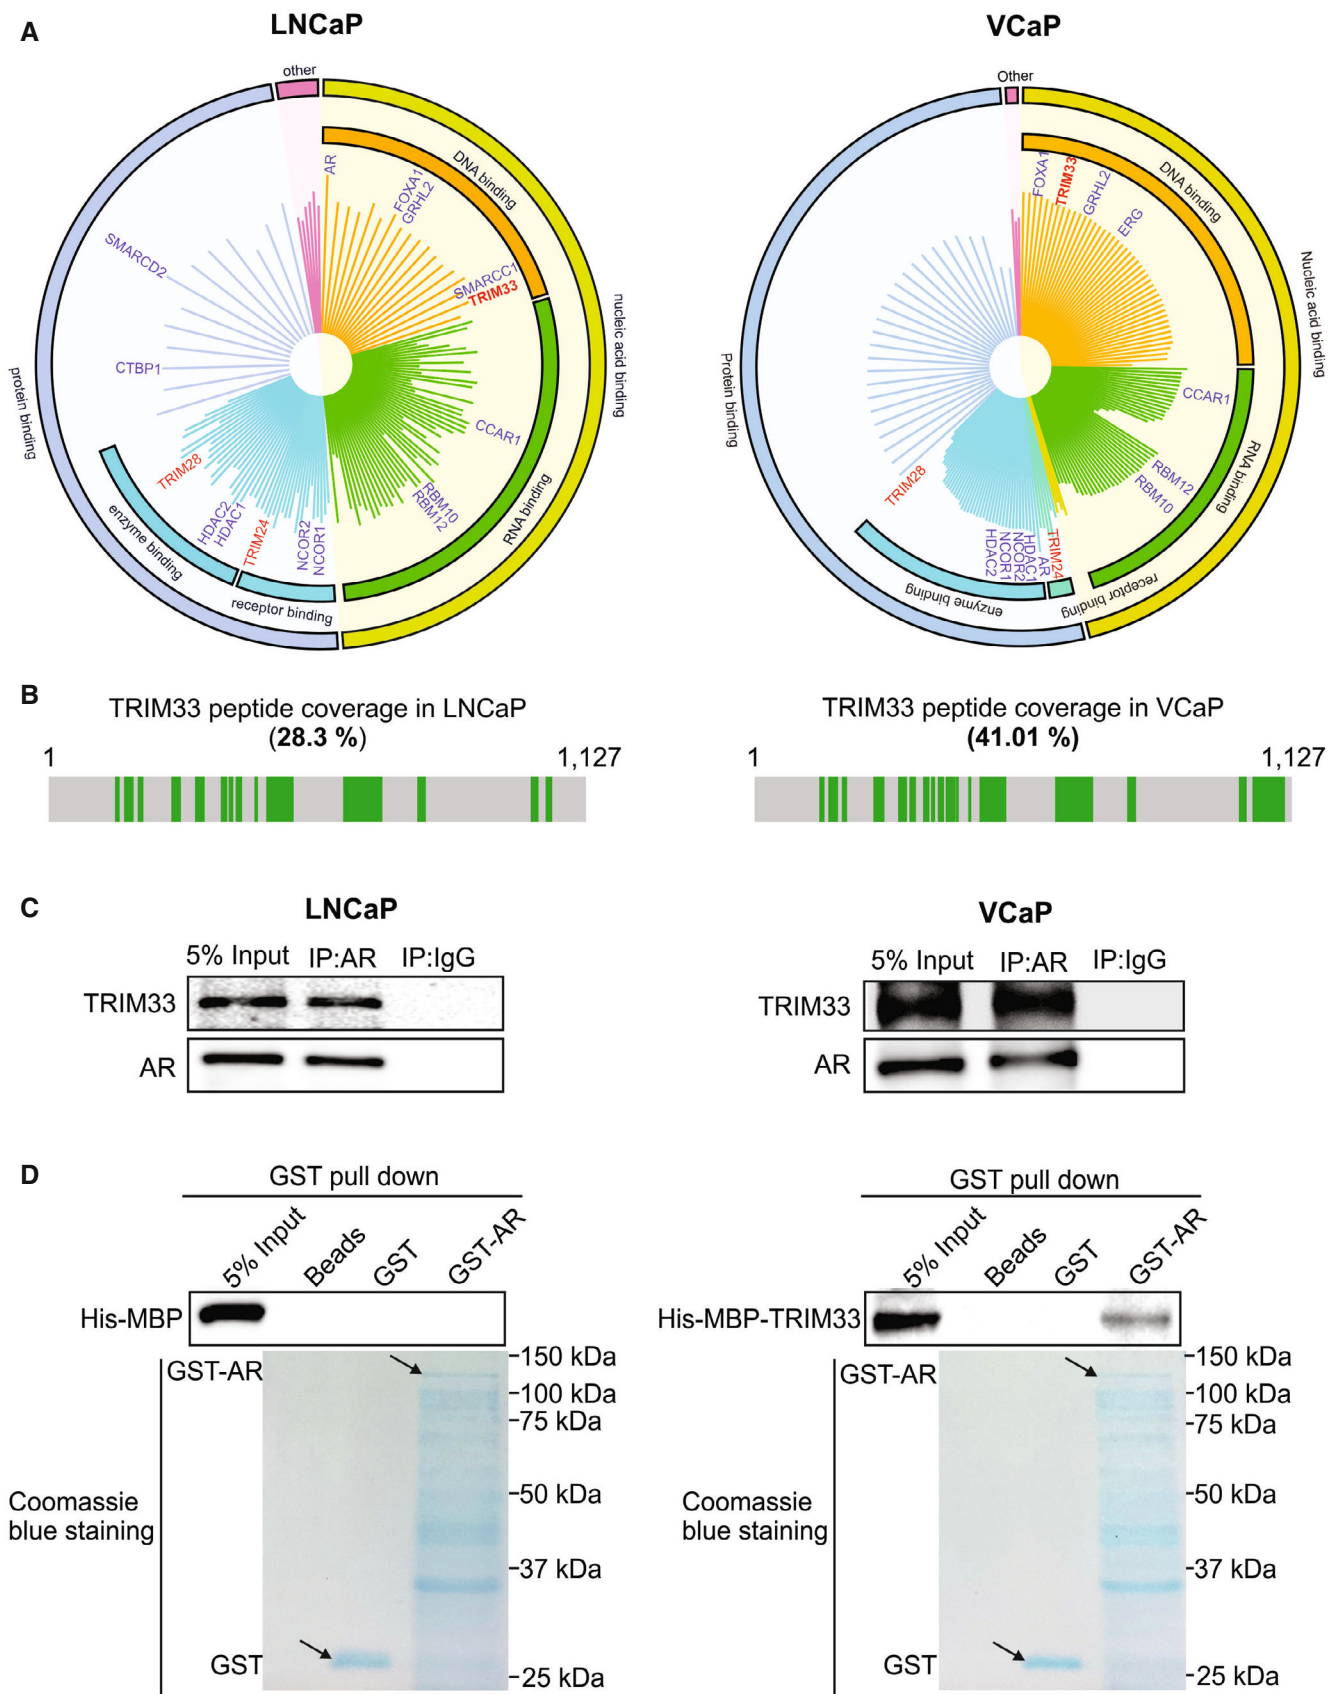 A
LNCaP
VCaP
other
AR
FOXA1
GRHL2
DNA binding
SMARCC1
TRIM33
nucleic acid binding
CCAR1
RBM10
RBM12
RNA binding
NCOR1
NCOR2
TRIM24
receptor binding
HDAC1
HDAC2
TRIM28
enzyme binding
CTBP1
SMARCD2
protein binding
Other
FOXA1
TRIM33
GRHL2
ERG
DNA binding
Nucleic acid binding
CCAR1
RBM12
RBM10
RNA binding
TRIM24
receptor binding
AR
HDAC1
NCOR2
NCOR1
HDAC2
enzyme binding
TRIM28
Protein binding
B
TRIM33 peptide coverage in LNCaP
(28.3 %)
1 1,127
TRIM33 peptide coverage in VCaP
(41.01 %)
1 1,127
C
LNCaP
5% Input IP:AR IP:IgG
TRIM33
AR
VCaP
5% Input IP:AR IP:IgG
TRIM33
AR
D
GST pull down
5% Input Beads GST GST-AR
His-MBP
GST-AR
150 kDa
100 kDa
75 kDa
50 kDa
Coomassie
blue staining
37 kDa
GST
25 kDa
GST pull down
5% Input Beads GST GST-AR
His-MBP-TRIM33
GST-AR
150 kDa
100 kDa
75 kDa
50 kDa
Coomassie
blue staining
37 kDa
GST
25 kDa